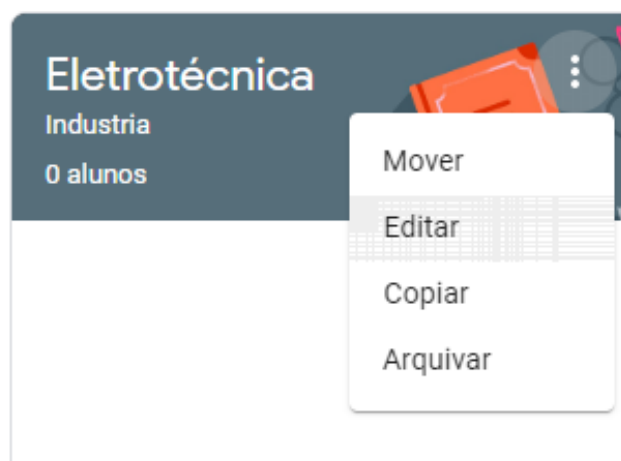 Eletrotécnica
Industria
0 alunos
Mover
Editar
Copiar
Arquivar